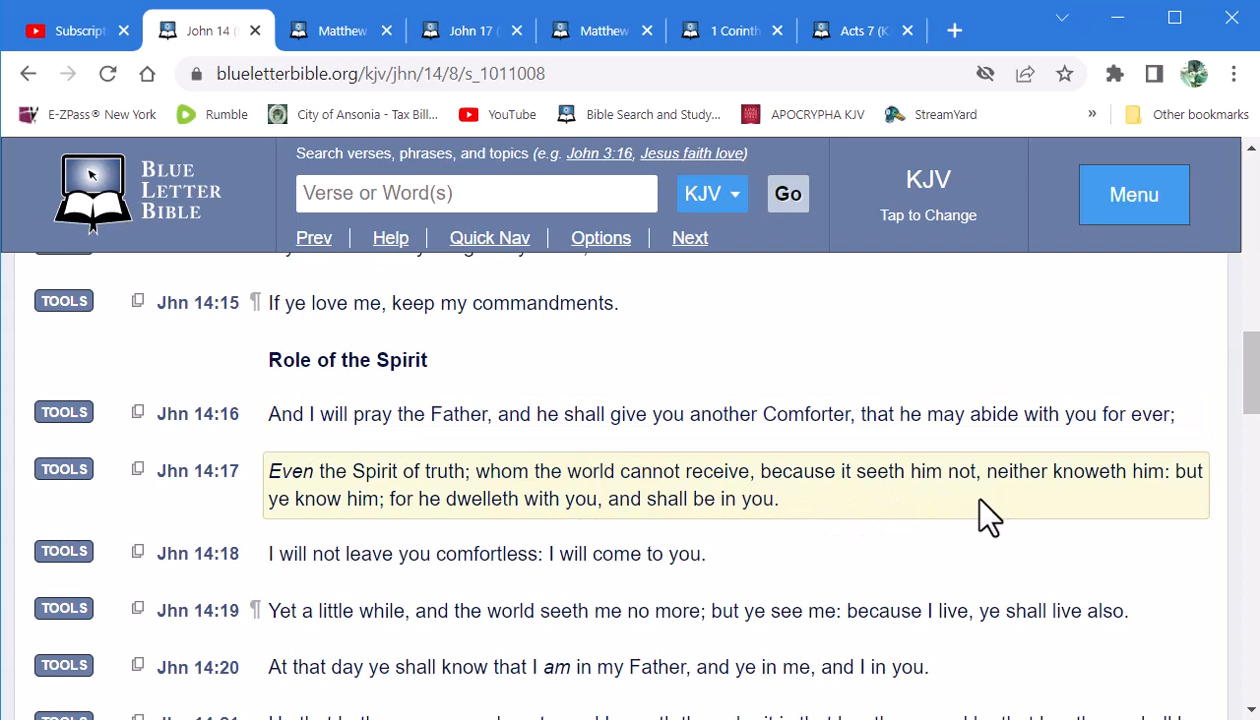 Subscript
John 14 (
Matthew
John 17 (
Matthew
1 Corinth
Acts 7 (K
blueletterbible.org/kjv/jhn/14/8/s_1011008
E-ZPass® New York
Rumble
City of Ansonia - Tax Bill...
YouTube
Bible Search and Study...
APOCRYPHA KJV
StreamYard
»
Other bookmarks
BLUE
LETTER
BIBLE
Search verses, phrases, and topics (e.g. John 3:16, Jesus faith love)
Verse or Word(s)
KJV
Go
Prev | Help | Quick Nav | Options | Next
KJV
Tap to Change
Menu
TOOLS Jhn 14:15 ¶ If ye love me, keep my commandments.
Role of the Spirit
TOOLS Jhn 14:16 And I will pray the Father, and he shall give you another Comforter, that he may abide with you for ever;
TOOLS Jhn 14:17 Even the Spirit of truth; whom the world cannot receive, because it seeth him not, neither knoweth him: but
ye know him; for he dwelleth with you, and shall be in you.
TOOLS Jhn 14:18 I will not leave you comfortless: I will come to you.
TOOLS Jhn 14:19 ¶ Yet a little while, and the world seeth me no more; but ye see me: because I live, ye shall live also.
TOOLS Jhn 14:20 At that day ye shall know that I am in my Father, and ye in me, and I in you.